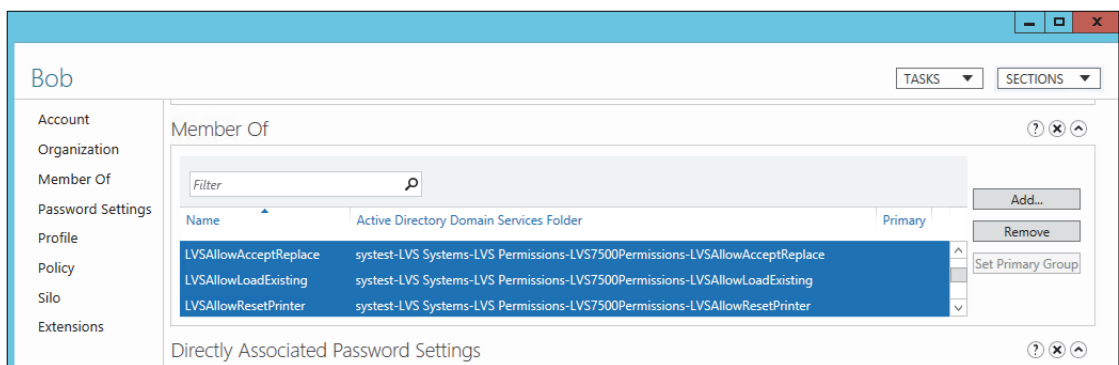 Bob
TASKS
SECTIONS
Account
Organization
Member Of
Password Settings
Profile
Policy
Silo
Extensions
Member Of
Filter
Name Active Directory Domain Services Folder Primary
LVSAllowAcceptReplace systest-LVS Systems-LVS Permissions-LVS7500Permissions-LVSAllowAcceptReplace
LVSAllowLoadExisting systest-LVS Systems-LVS Permissions-LVS7500Permissions-LVSAllowLoadExisting
LVSAllowResetPrinter systest-LVS Systems-LVS Permissions-LVS7500Permissions-LVSAllowResetPrinter
Add...
Remove
Set Primary Group
Directly Associated Password Settings